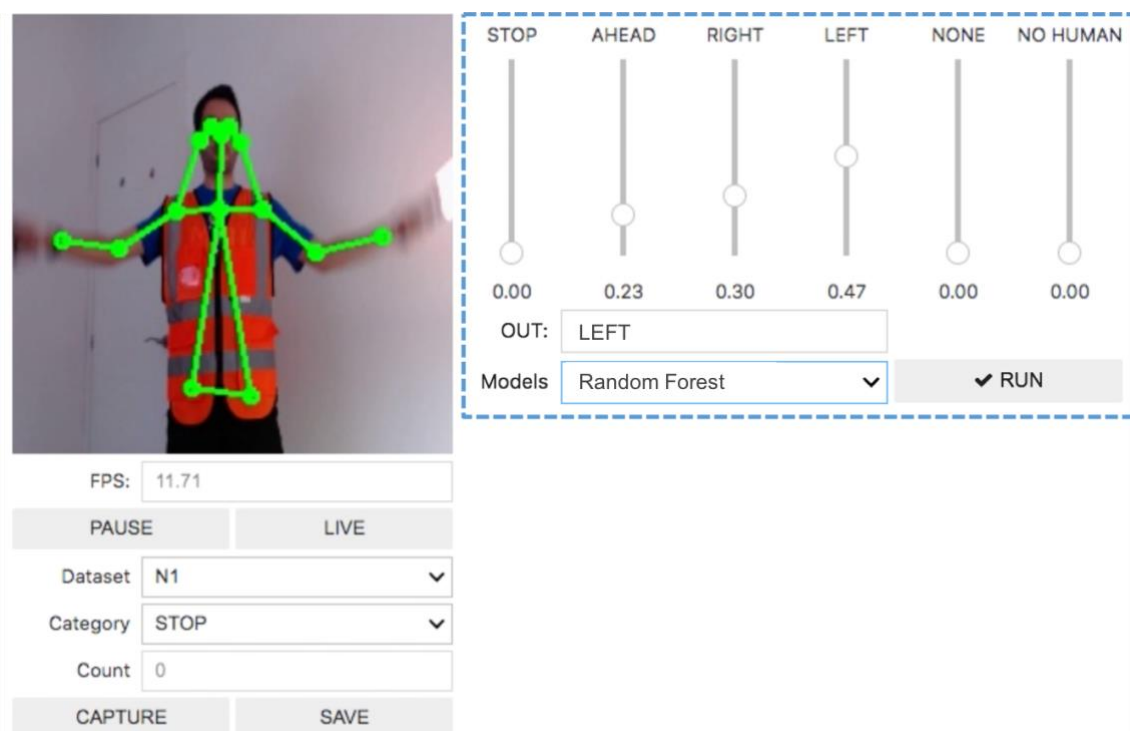 STOP AHEAD RIGHT LEFT NONE NO HUMAN
0.00 0.23 0.30 0.47 0.00 0.00
OUT: LEFT
Models Random Forest ✔ RUN
FPS: 11.71
PAUSE LIVE
Dataset N1
Category STOP
Count 0
CAPTURE SAVE